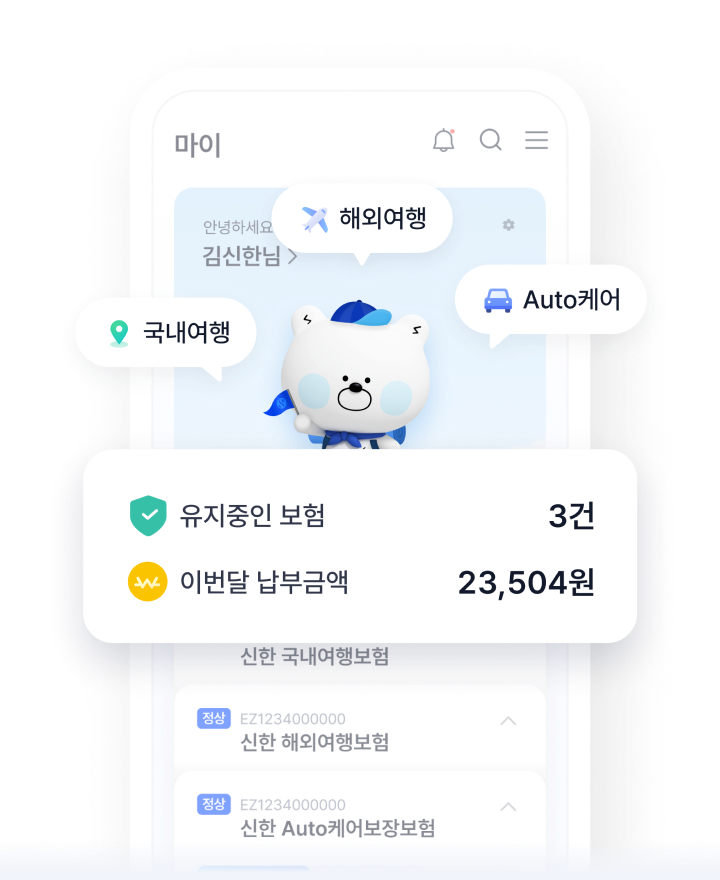 마이
안녕하세요
해외여행
김신한님
Auto케어
국내여행
유지중인 보험 3건
이번달 납부금액 23,504원
신한 국내여행보험
정상 EZ1234000000
신한 해외여행보험
정상 EZ1234000000
신한 Auto케어보장보험